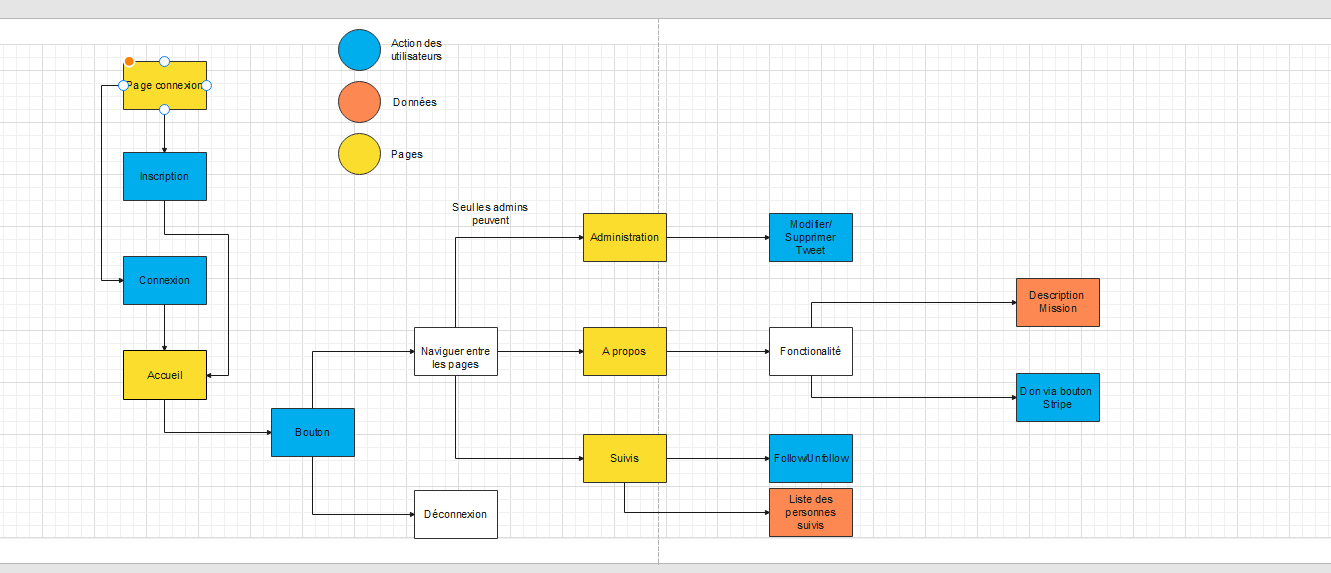 Action des
utilisateurs
Données
Pages
Page connexion
Inscription
Connexion
Accueil
Bouton
Seul les admins
peuvent
Naviguer entre
les pages
Déconnexion
Administration
Modifier/
Supprimer
Tweet
A propos
Fonctionalité
Description
Mission
Don via bouton
Stripe
Suivis
Follow/Unfollow
Liste des
personnes
suivis